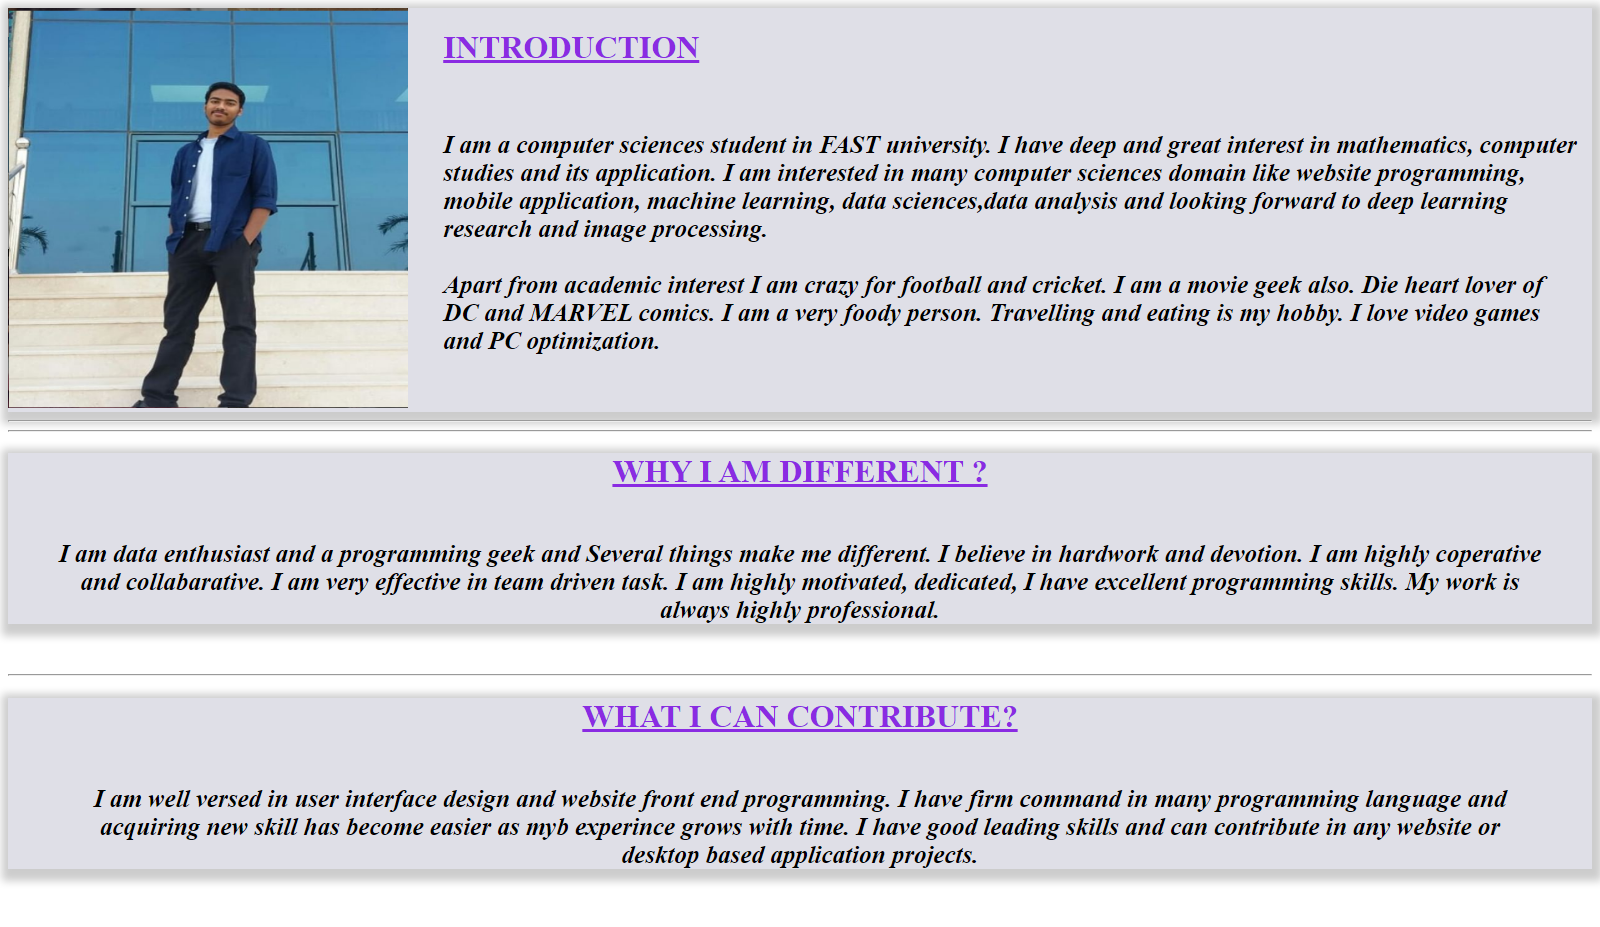 INTRODUCTION
I am a computer sciences student in FAST university. I have deep and great interest in mathematics, computer
studies and its application. I am interested in many computer sciences domain like website programming,
mobile application, machine learning, data sciences,data analysis and looking forward to deep learning
research and image processing.
Apart from academic interest I am crazy for football and cricket. I am a movie geek also. Die heart lover of
DC and MARVEL comics. I am a very foody person. Travelling and eating is my hobby. I love video games
and PC optimization.
WHY I AM DIFFERENT ?
I am data enthusiast and a programming geek and Several things make me different. I believe in hardwork and devotion. I am highly coperative
and collabarative. I am very effective in team driven task. I am highly motivated, dedicated, I have excellent programming skills. My work is
always highly professional.
WHAT I CAN CONTRIBUTE?
I am well versed in user interface design and website front end programming. I have firm command in many programming language and
acquiring new skill has become easier as myb experince grows with time. I have good leading skills and can contribute in any website or
desktop based application projects.